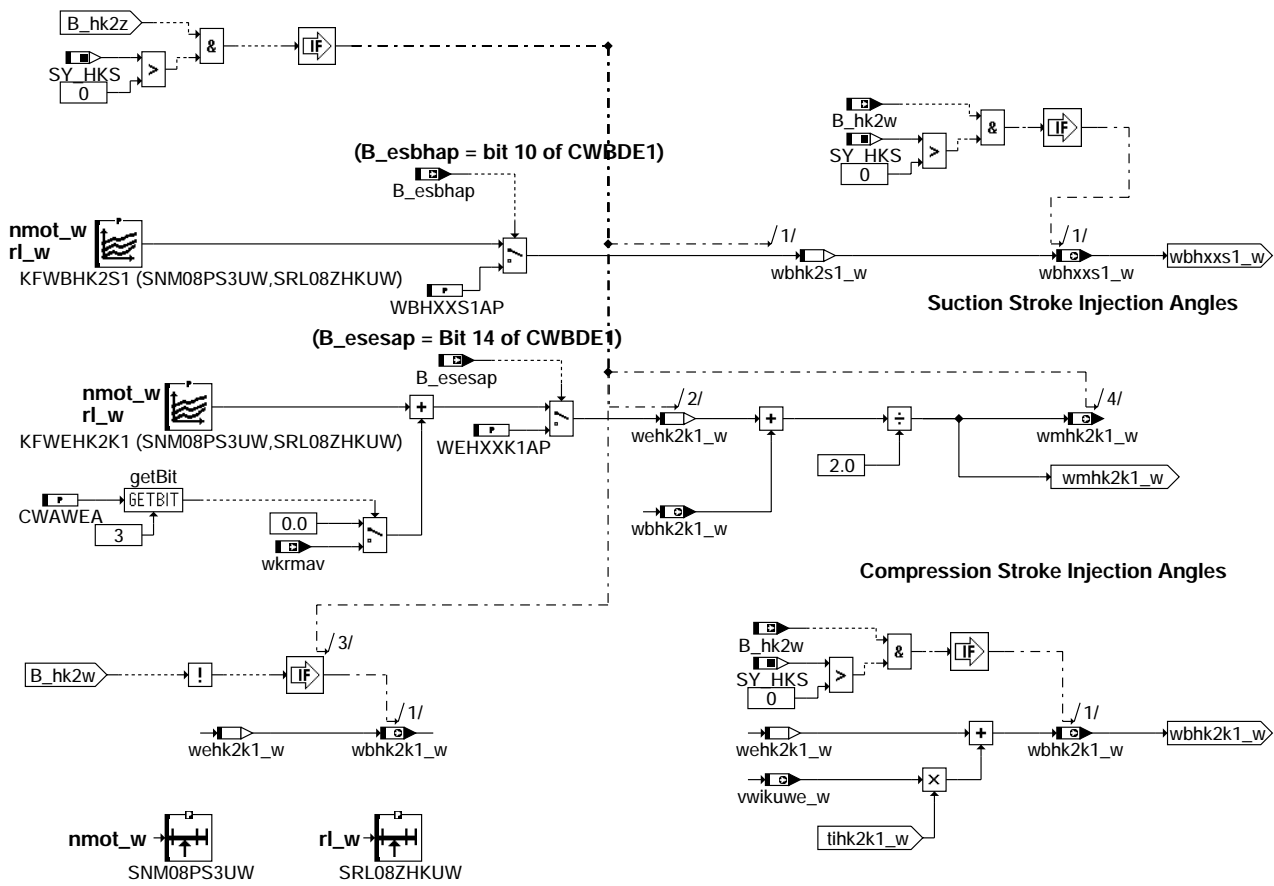 B_hk2z
&
IF
SY_HKS
>
0
B_hk2w
&
IF
SY_HKS
>
0
(B_esbhap = bit 10 of CWBDE1)
B_esbhap
nmot_w
rl_w
P
KFWBHK2S1 (SNM08PS3UW,SRL08ZHKUW)
P
WBHXXS1AP
/1/
wbhk2s1_w
/1/
wbhxxs1_w
wbhxxs1_w
Suction Stroke Injection Angles
(B_esesap = Bit 14 of CWBDE1)
B_esesap
nmot_w
rl_w
P
KFWEHK2K1 (SNM08PS3UW,SRL08ZHKUW)
+
P
WEHXXK1AP
/2/
wehk2k1_w
+
÷
2.0
/4/
wmhk2k1_w
wmhk2k1_w
wbhk2k1_w
getBit
P
GETBIT
CWAWEA
3
0.0
wkrmav
Compression Stroke Injection Angles
/3/
B_hk2w
!
IF
/1/
wehk2k1_w
wbhk2k1_w
B_hk2w
&
IF
SY_HKS
>
0
/1/
wehk2k1_w
+
wbhk2k1_w
wbhk2k1_w
vwikuwe_w
×
tihk2k1_w
nmot_w
SNM08PS3UW
rl_w
SRL08ZHKUW